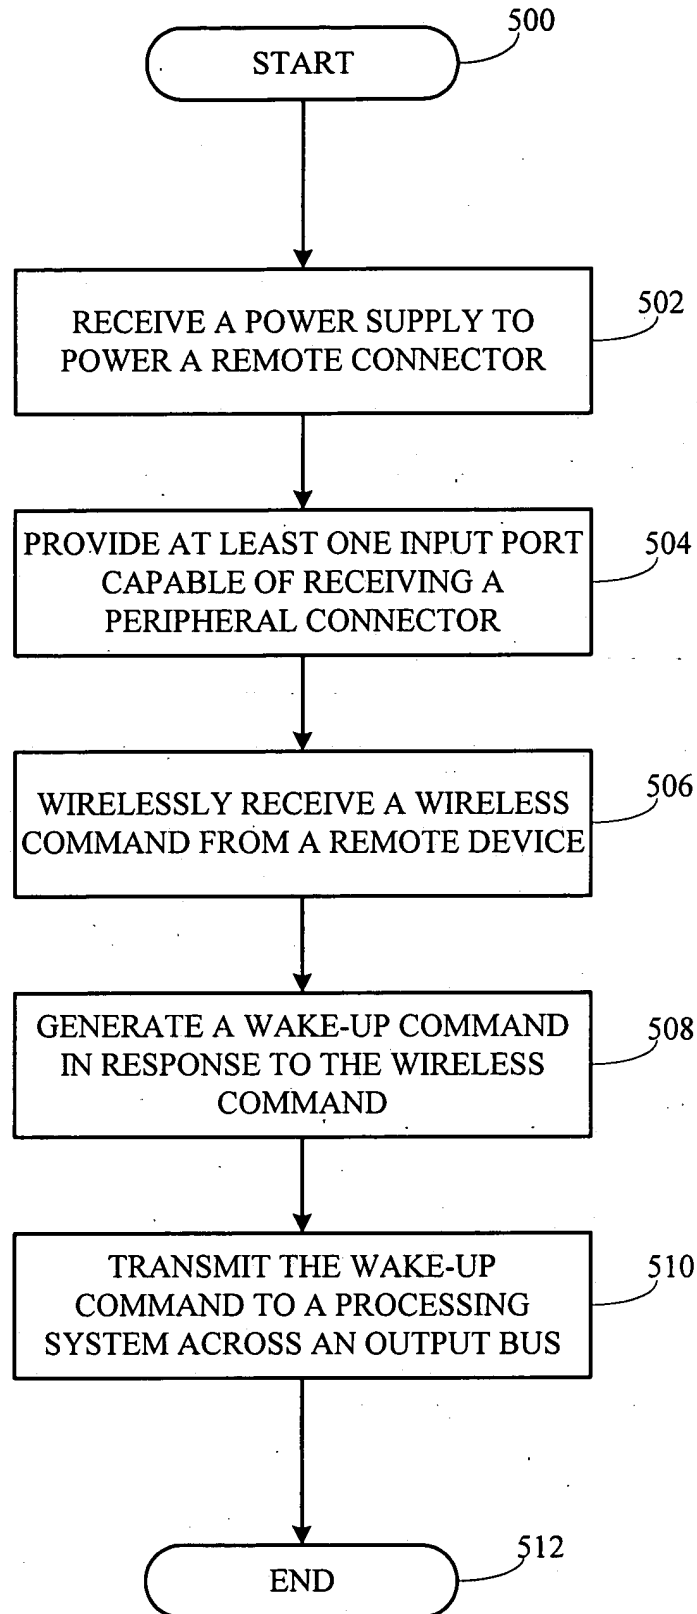 500
START
502
RECEIVE A POWER SUPPLY TO
POWER A REMOTE CONNECTOR
504
PROVIDE AT LEAST ONE INPUT PORT
CAPABLE OF RECEIVING A
PERIPHERAL CONNECTOR
506
WIRELESSLY RECEIVE A WIRELESS
COMMAND FROM A REMOTE DEVICE
508
GENERATE A WAKE-UP COMMAND
IN RESPONSE TO THE WIRELESS
COMMAND
510
TRANSMIT THE WAKE-UP
COMMAND TO A PROCESSING
SYSTEM ACROSS AN OUTPUT BUS
512
END